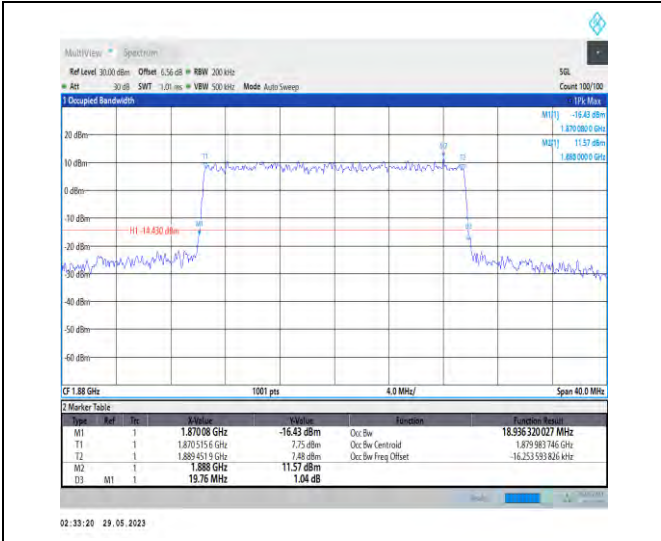 MultiView Spectrum
Ref Level 30.00 dBm Offset 6.56 dB RBW 200 kHz SGL
Att 30 dB SWT 1.01 ms VBW 500 kHz Mode Auto Sweep Count 100/100
1 Occupied Bandwidth 1Pk Max
M1[1] -16.43 dBm
1.870 080 0 GHz
M2[1] 11.57 dBm
1.888 000 0 GHz
20 dBm
T1
M2
T2
10 dBm
0 dBm
-10 dBm
M1
H1 -14.430 dBm
D3
-20 dBm
-30 dBm
-40 dBm
-50 dBm
-60 dBm
CF 1.88 GHz 1001 pts 4.0 MHz/ Span 40.0 MHz
2 Marker Table
Type Ref Trc X-Value Y-Value Function Function Result
M1 1 1.87008 GHz -16.43 dBm Occ Bw 18.936 320 027 MHz
T1 1 1.870 515 6 GHz 7.75 dBm Occ Bw Centroid 1.879 983 746 GHz
T2 1 1.889 451 9 GHz 7.48 dBm Occ Bw Freq Offset -16.253 593 826 kHz
M2 1 1.888 GHz 11.57 dBm
D3 M1 1 19.76 MHz 1.04 dB
02:33:20 29.05.2023